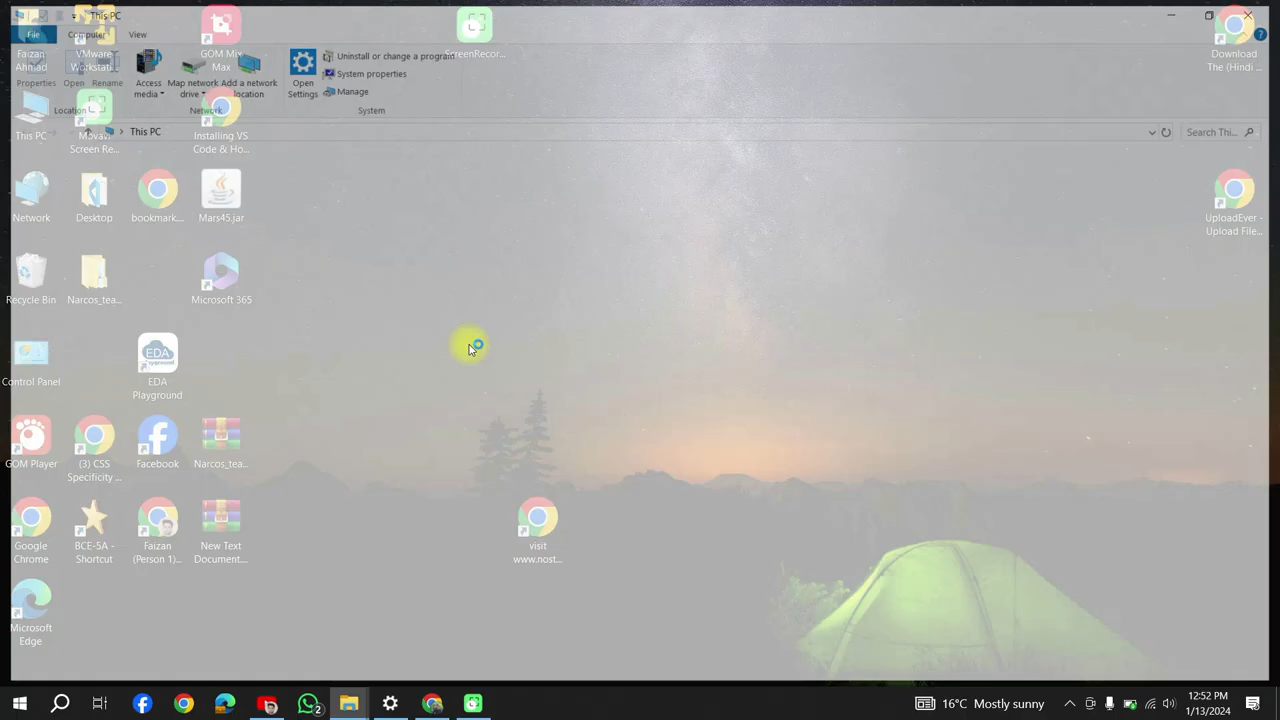 This PC
File
Computer
View
Properties
Open
Rename
Access media
Map network drive
Add a network location
Open Settings
Uninstall or change a program
System properties
Manage
Location
Network
System
This PC
Search Thi...
Faizan Ahmad
VMware Workstati...
GOM Mix Max
ScreenRecor...
Download The (Hindi ...
This PC
Movavi Screen Re...
Installing VS Code & Ho...
Network
Desktop
bookmark....
Mars45.jar
UploadEver - Upload File...
Recycle Bin
Narcos_tea...
Microsoft 365
Control Panel
EDA
EDA Playground
GOM Player
(3) CSS Specificity ...
Facebook
Narcos_tea...
Google Chrome
BCE-5A - Shortcut
Faizan (Person 1)...
New Text Document....
visit www.nost...
Microsoft Edge
2
16°C Mostly sunny
12:52 PM
1/13/2024